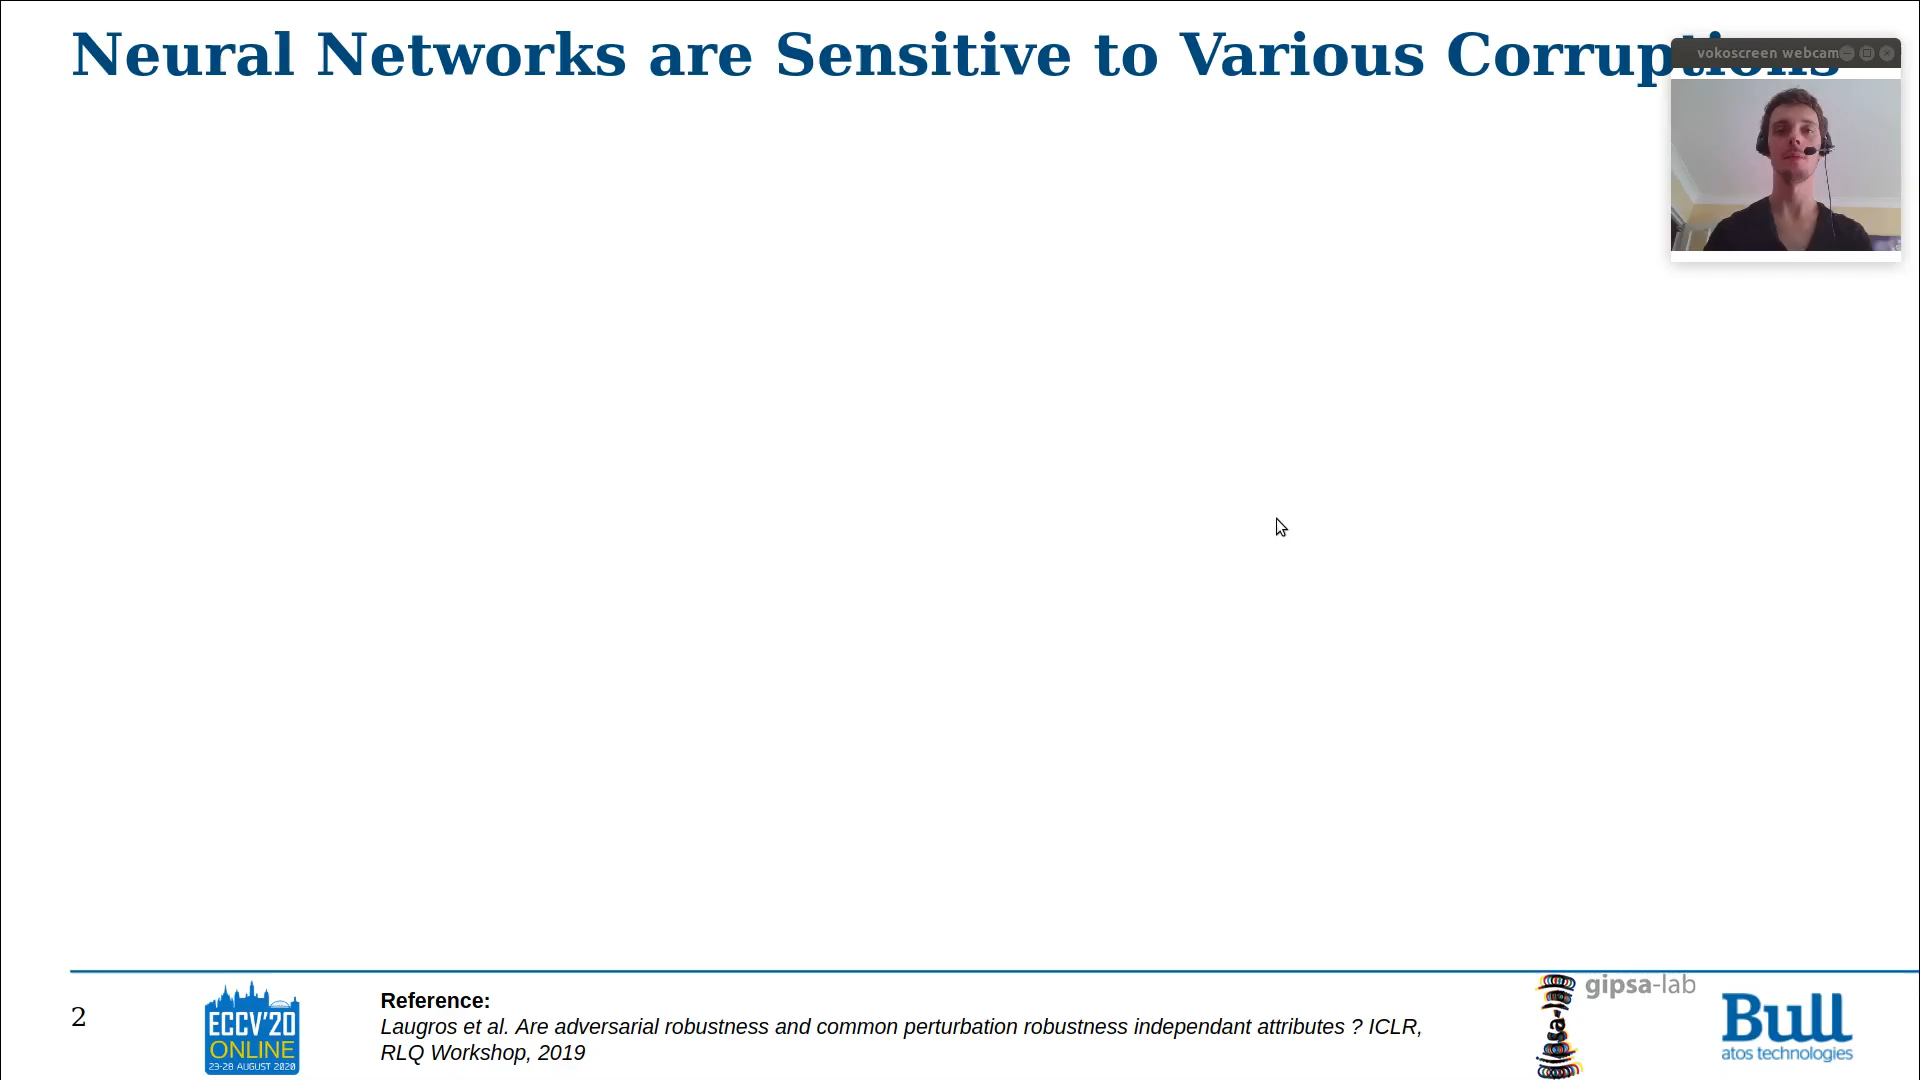 Neural Networks are Sensitive to Various Corruptions
vokoscreen webcam
2
ECCV'20
ONLINE
23-28 AUGUST 2020
Reference:
Laugros et al. Are adversarial robustness and common perturbation robustness independant attributes ? ICLR,
RLQ Workshop, 2019
gipsa-lab
Bull
atos technologies